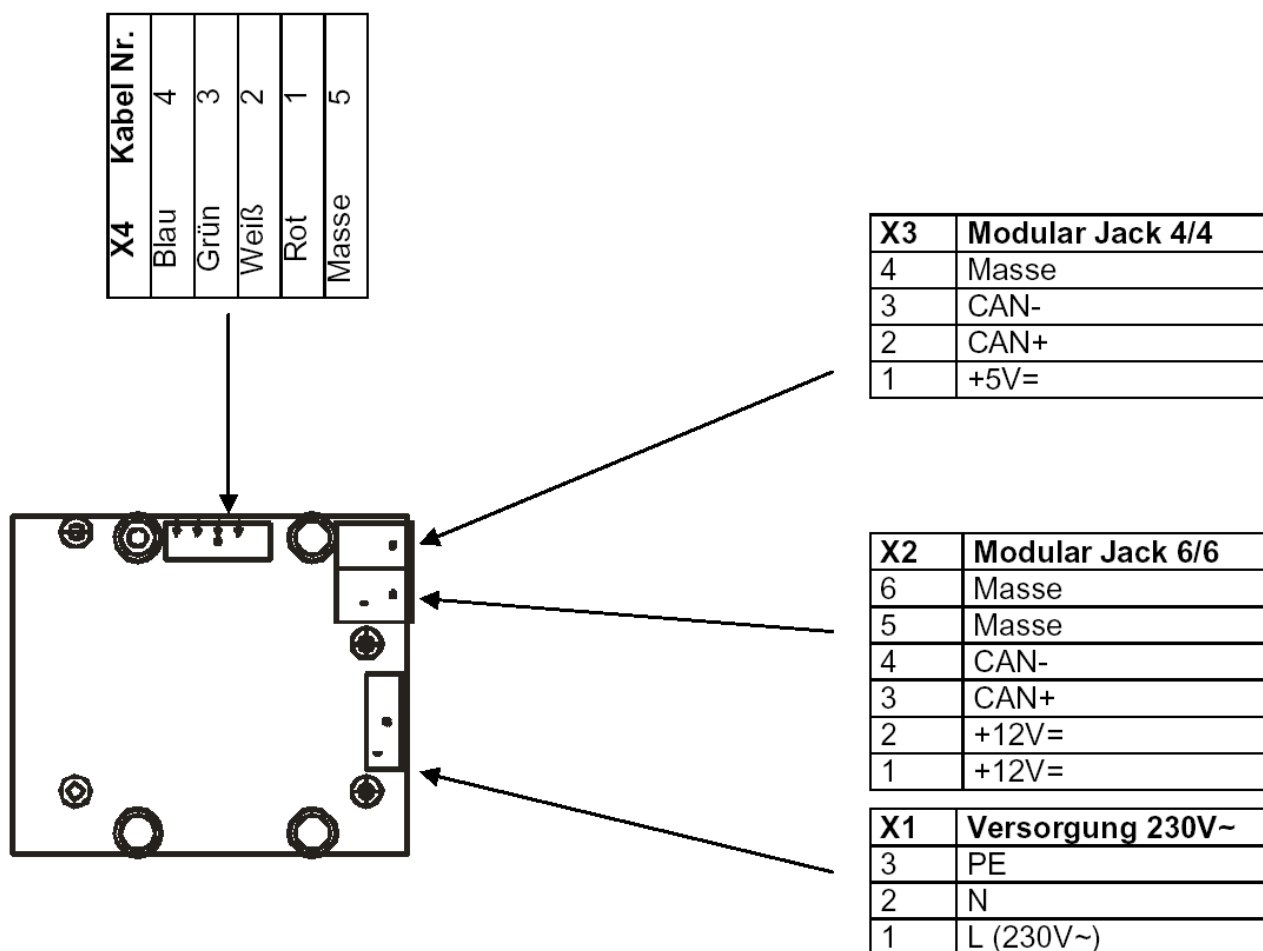 X4 Kabel Nr.
Blau 4
Grün 3
Weiß 2
Rot 1
Masse 5
X3 Modular Jack 4/4
4 Masse
3 CAN-
2 CAN+
1 +5V=
X2 Modular Jack 6/6
6 Masse
5 Masse
4 CAN-
3 CAN+
2 +12V=
1 +12V=
X1 Versorgung 230V~
3 PE
2 N
1 L (230V~)